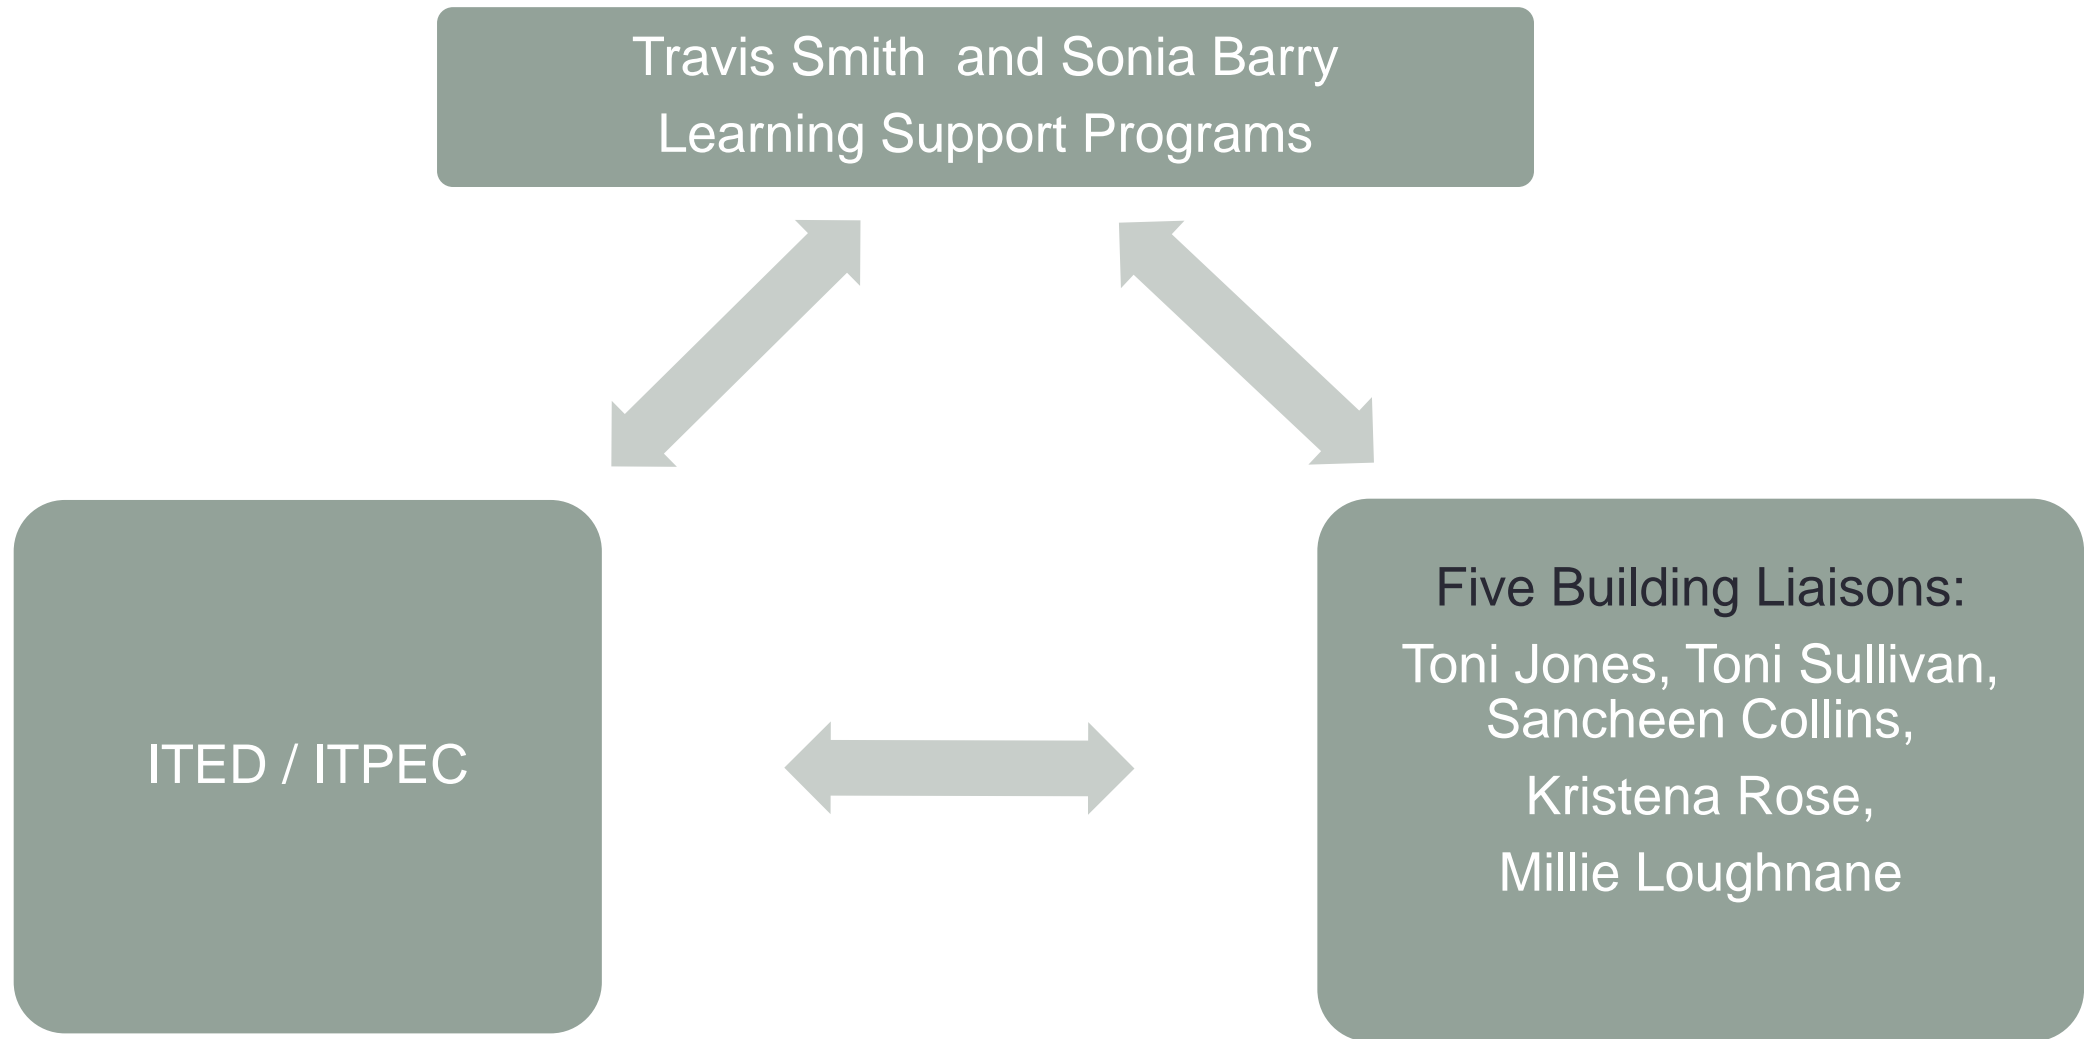 Travis Smith  and Sonia Barry
Learning Support Programs
ITED / ITPEC
Five Building Liaisons:
Toni Jones, Toni Sullivan,
Sancheen Collins,
Kristena Rose,
Millie Loughnane